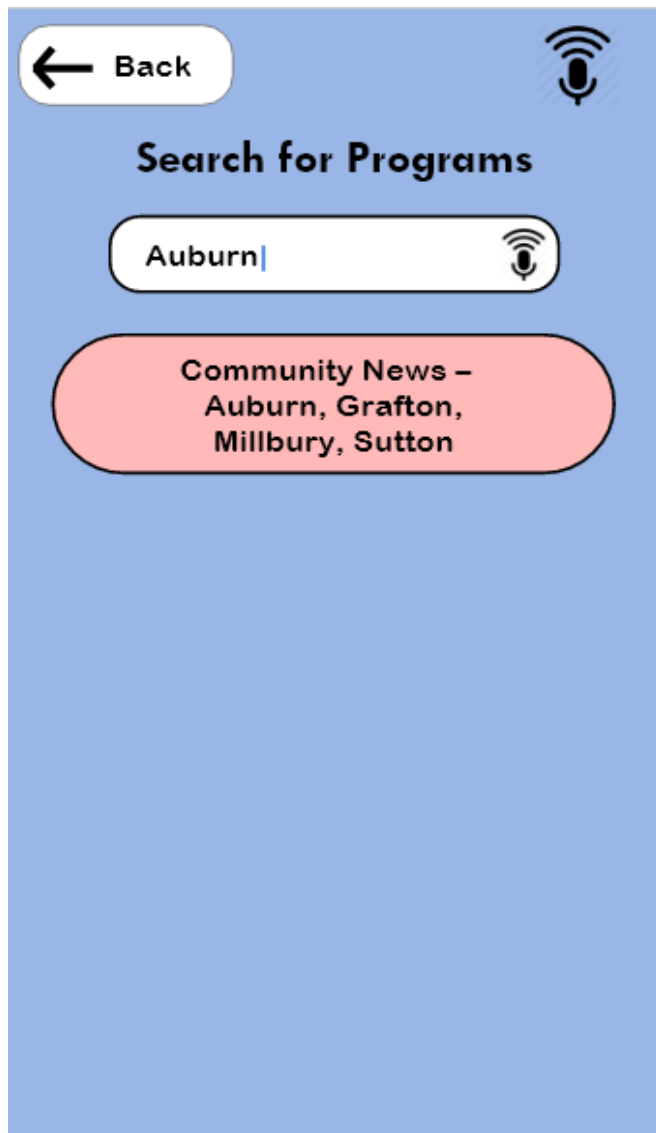 Back
Search for Programs
Auburn
Community News –
Auburn, Grafton,
Millbury, Sutton